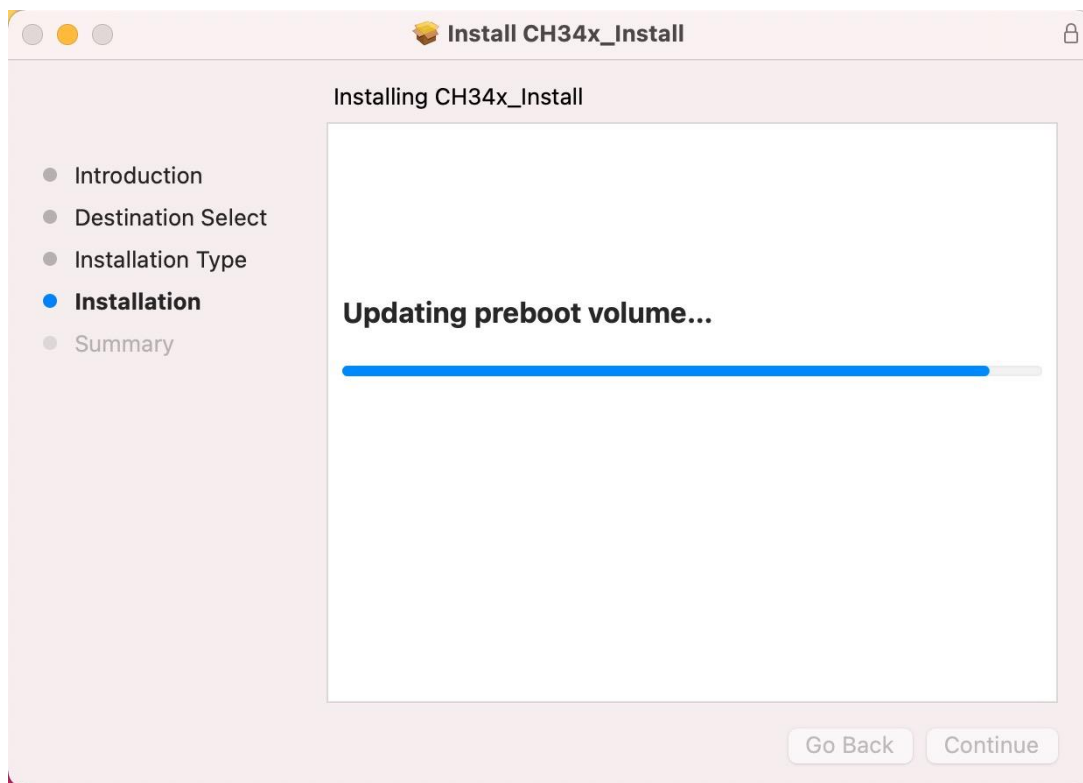 Install CH34x_Install
Installing CH34x_Install
Introduction
Destination Select
Installation Type
Installation
Summary
Updating preboot volume...
Go Back
Continue